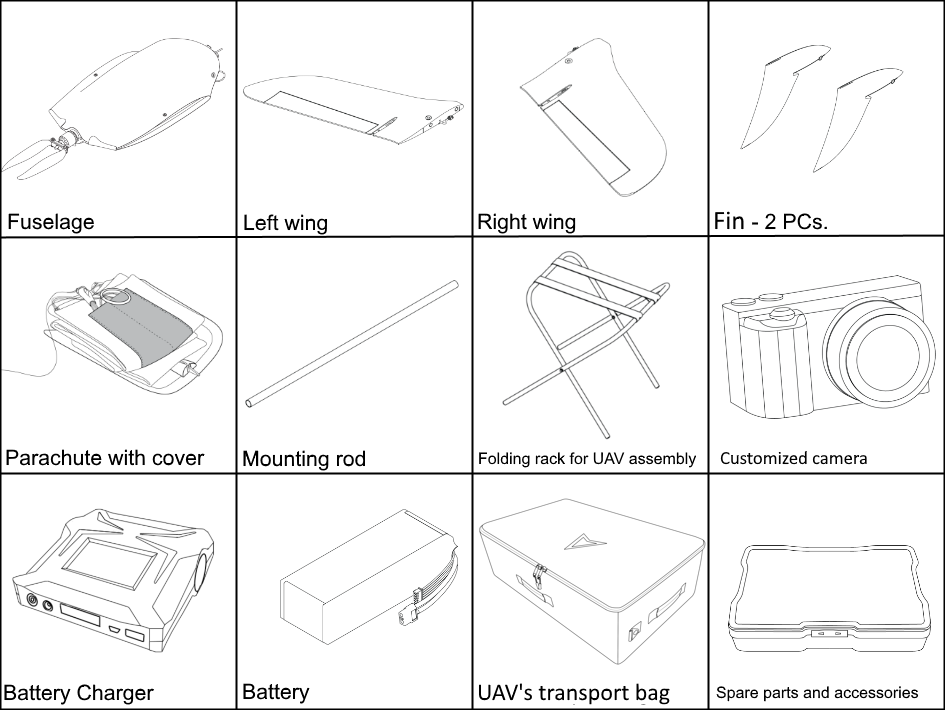 Fuselage
Left wing
Right wing
Fin - 2 PCs.
Parachute with cover
Mounting rod
Folding rack for UAV assembly
Customized camera
Battery Charger
Battery
UAV's transport bag
Spare parts and accessories